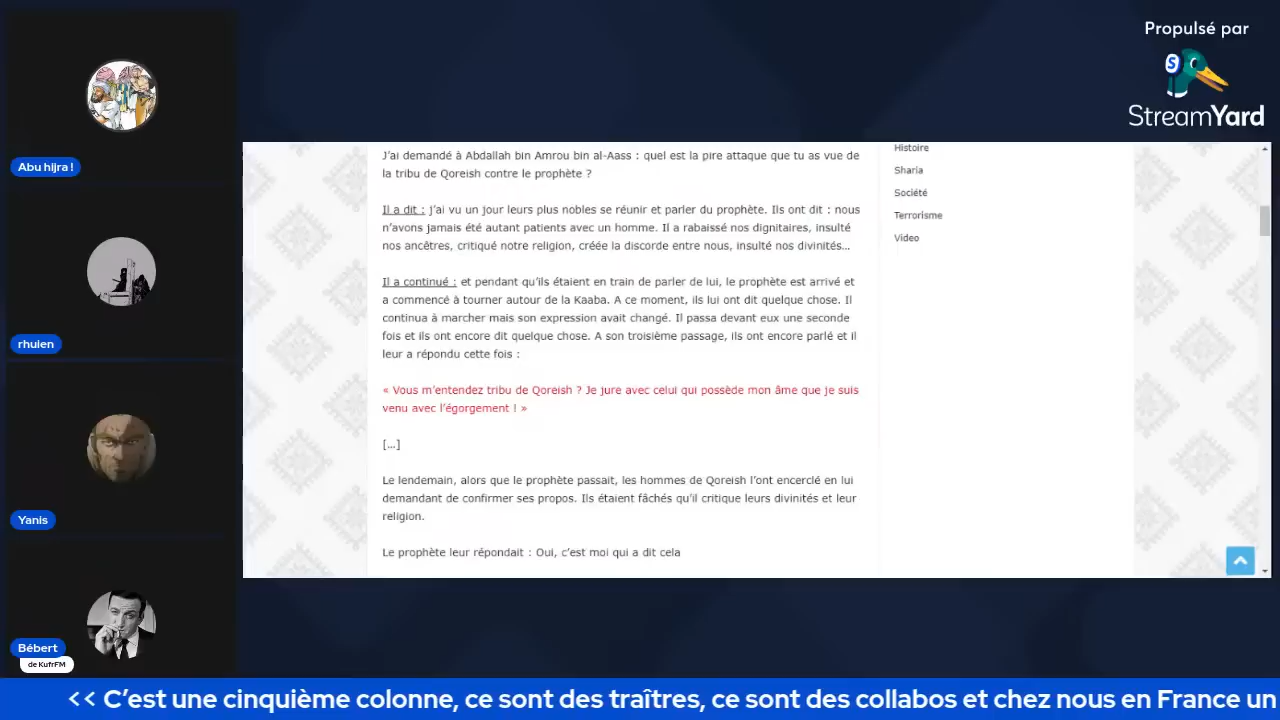 Propulsé par
StreamYard
Abu hijra !
rhuien
Yanis
Bébert
de KufrFM
J'ai demandé à Abdallah bin Amrou bin al-Aass : quel est la pire attaque que tu as vue de
la tribu de Qoreish contre le prophète ?
Il a dit : j'ai vu un jour leurs plus nobles se réunir et parler du prophète. Ils ont dit : nous
n'avons jamais été autant patients avec un homme. Il a rabaissé nos dignitaires, insulté
nos ancêtres, critiqué notre religion, créée la discorde entre nous, insulté nos divinités...
Il a continué : et pendant qu'ils étaient en train de parler de lui, le prophète est arrivé et
a commencé à tourner autour de la Kaaba. A ce moment, ils lui ont dit quelque chose. Il
continua à marcher mais son expression avait changé. Il passa devant eux une seconde
fois et ils ont encore dit quelque chose. A son troisième passage, ils ont encore parlé et il
leur a répondu cette fois :
« Vous m'entendez tribu de Qoreish ? Je jure avec celui qui possède mon âme que je suis
venu avec l'égorgement ! »
[...]
Le lendemain, alors que le prophète passait, les hommes de Qoreish l'ont encerclé en lui
demandant de confirmer ses propos. Ils étaient fâchés qu'il critique leurs divinités et leur
religion.
Le prophète leur répondait : Oui, c'est moi qui a dit cela
Histoire
Sharia
Société
Terrorisme
Video
<< C'est une cinquième colonne, ce sont des traîtres, ce sont des collabos et chez nous en France un